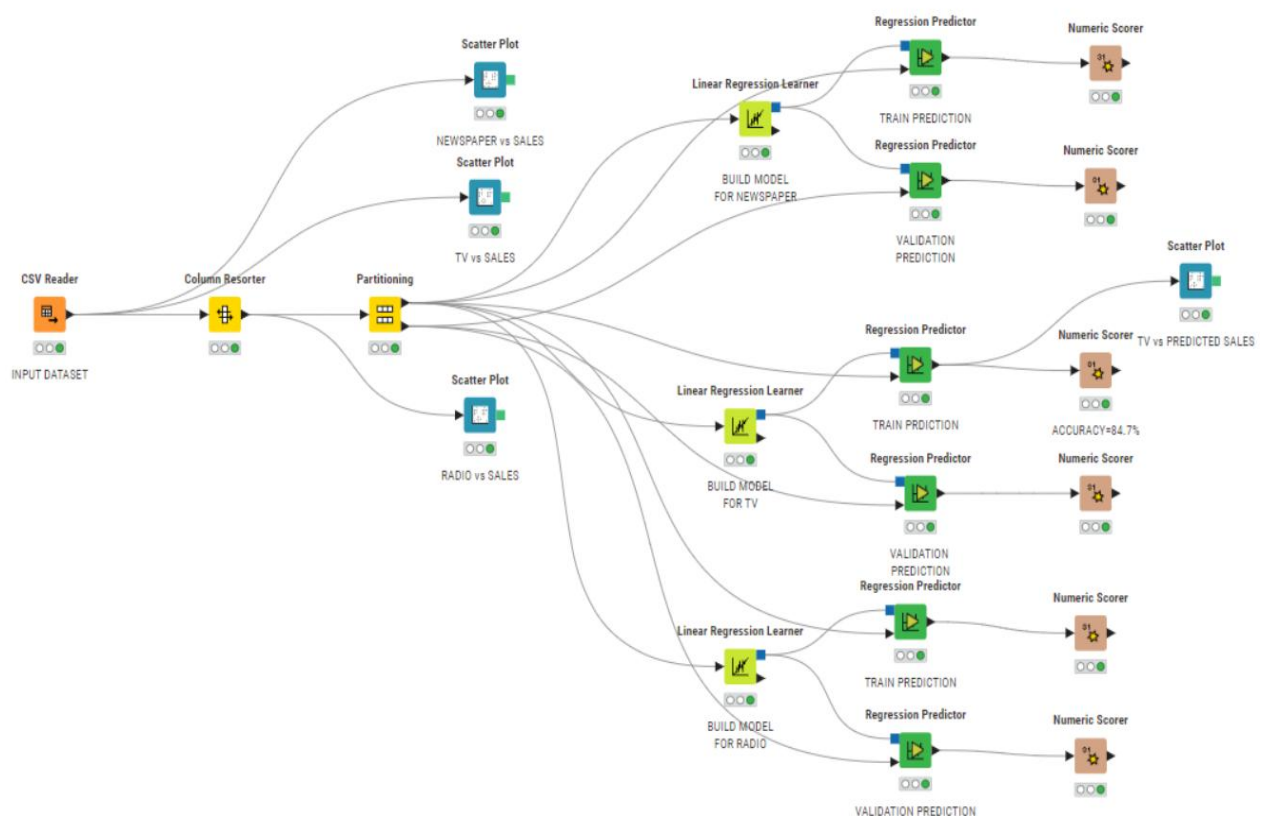 Scatter Plot
NEWSPAPER vs SALES
Scatter Plot
TV vs SALES
CSV Reader
INPUT DATASET
Column Resorter
Partitioning
Scatter Plot
RADIO vs SALES
Linear Regression Learner
BUILD MODEL
FOR NEWSPAPER
Regression Predictor
TRAIN PREDICTION
Numeric Scorer
Regression Predictor
VALIDATION
PREDICTION
Numeric Scorer
Scatter Plot
TV vs PREDICTED SALES
Linear Regression Learner
BUILD MODEL
FOR TV
Regression Predictor
TRAIN PRDICTION
Numeric Scorer
ACCURACY=84.7%
Regression Predictor
VALIDATION
PREDICTION
Numeric Scorer
Linear Regression Learner
BUILD MODEL
FOR RADIO
Regression Predictor
TRAIN PREDICTION
Numeric Scorer
Regression Predictor
VALIDATION PREDICTION
Numeric Scorer